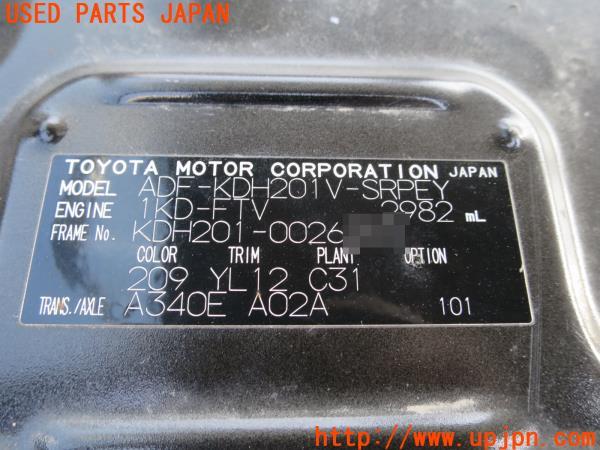 USED PARTS JAPAN
TOYOTA MOTOR CORPORATION JAPAN
MODEL ADF-KDH201V-SRPEY
ENGINE 1KD-FTV 2982 mL
FRAME No. KDH201-0026
COLOR TRIM PLANT OPTION
209 YL12 C31
TRANS./AXLE A340E A02A 101
http://www.upjpn.com/